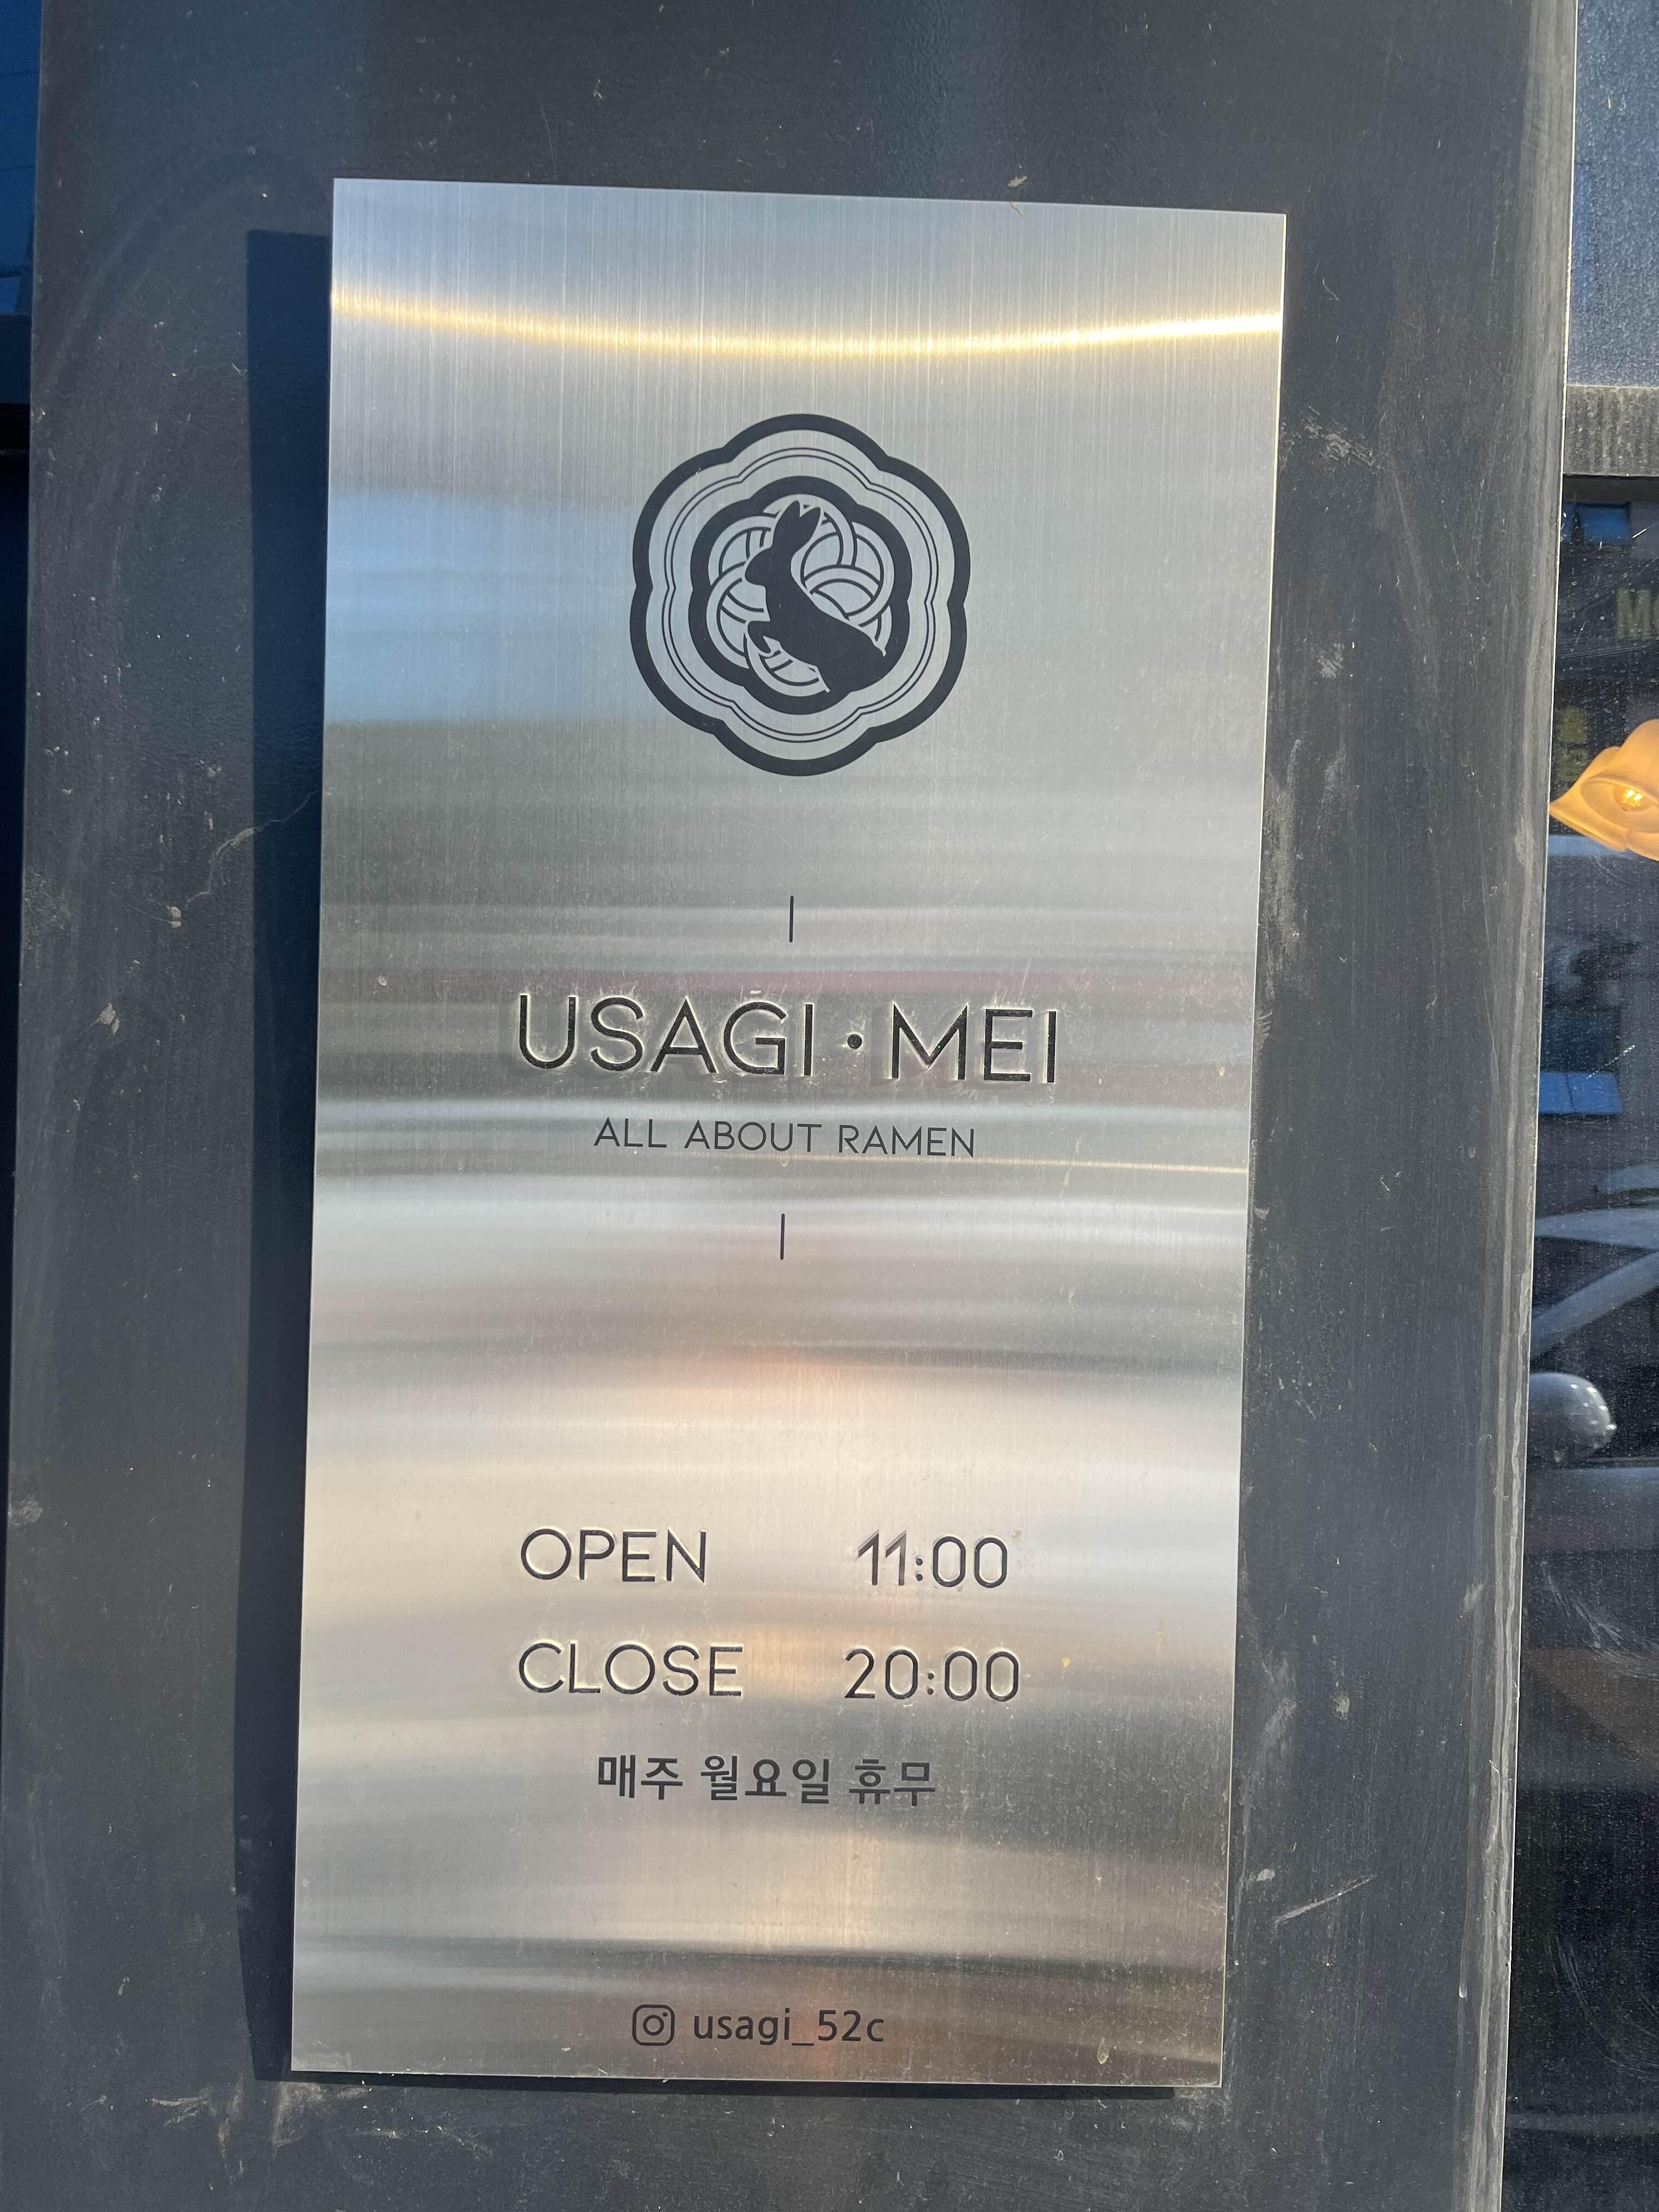 USAGI·MEI
ALL ABOUT RAMEN
OPEN 11:00
CLOSE 20:00
매주 월요일 휴무
usagi_52c